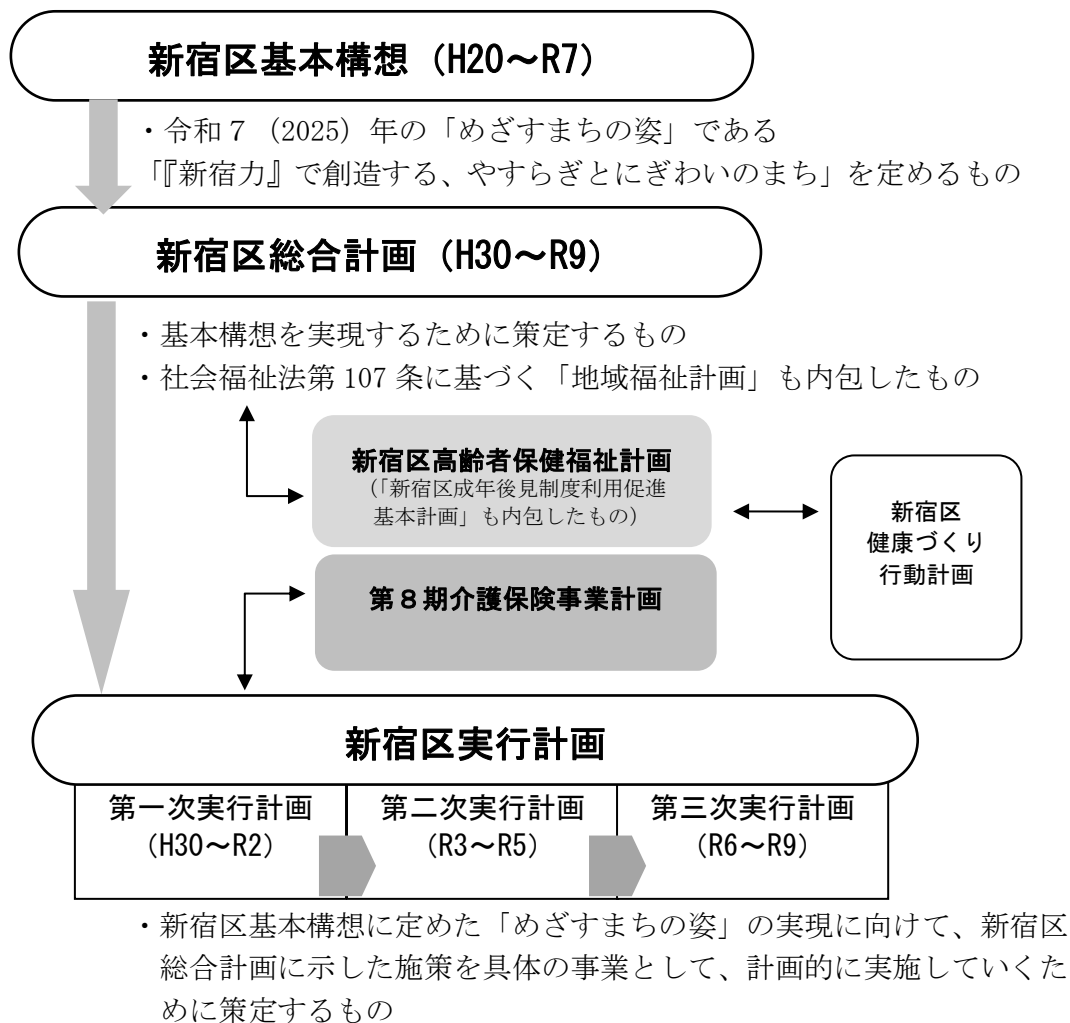 新宿区基本構想（H20～R7）
・令和７（2025）年の「めざすまちの姿」である
「『新宿力』で創造する、やすらぎとにぎわいのまち」を定めるもの
新宿区総合計画（H30～R9）
・基本構想を実現するために策定するもの
・社会福祉法第 107 条に基づく「地域福祉計画」も内包したもの
新宿区高齢者保健福祉計画
（「新宿区成年後見制度利用促進
基本計画」も内包したもの）
新宿区
健康づくり
行動計画
第８期介護保険事業計画
新宿区実行計画
第一次実行計画
（H30～R2）
第二次実行計画
（R3～R5）
第三次実行計画
（R6～R9）
・新宿区基本構想に定めた「めざすまちの姿」の実現に向けて、新宿区
総合計画に示した施策を具体の事業として、計画的に実施していくた
めに策定するもの